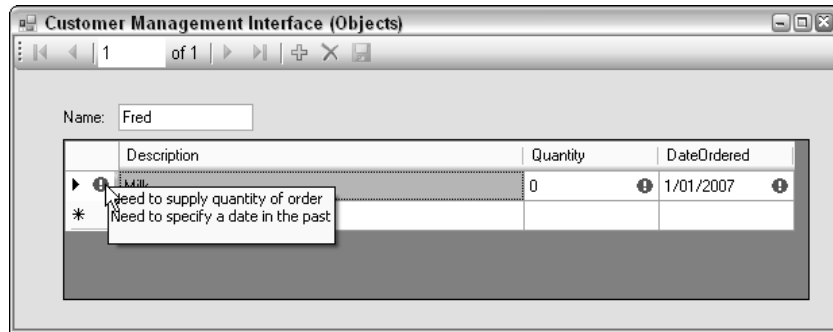 Customer Management Interface (Objects)
1 of 1
Name: Fred
Description Quantity DateOrdered
Milk 0 1/01/2007
Need to supply quantity of order
Need to specify a date in the past